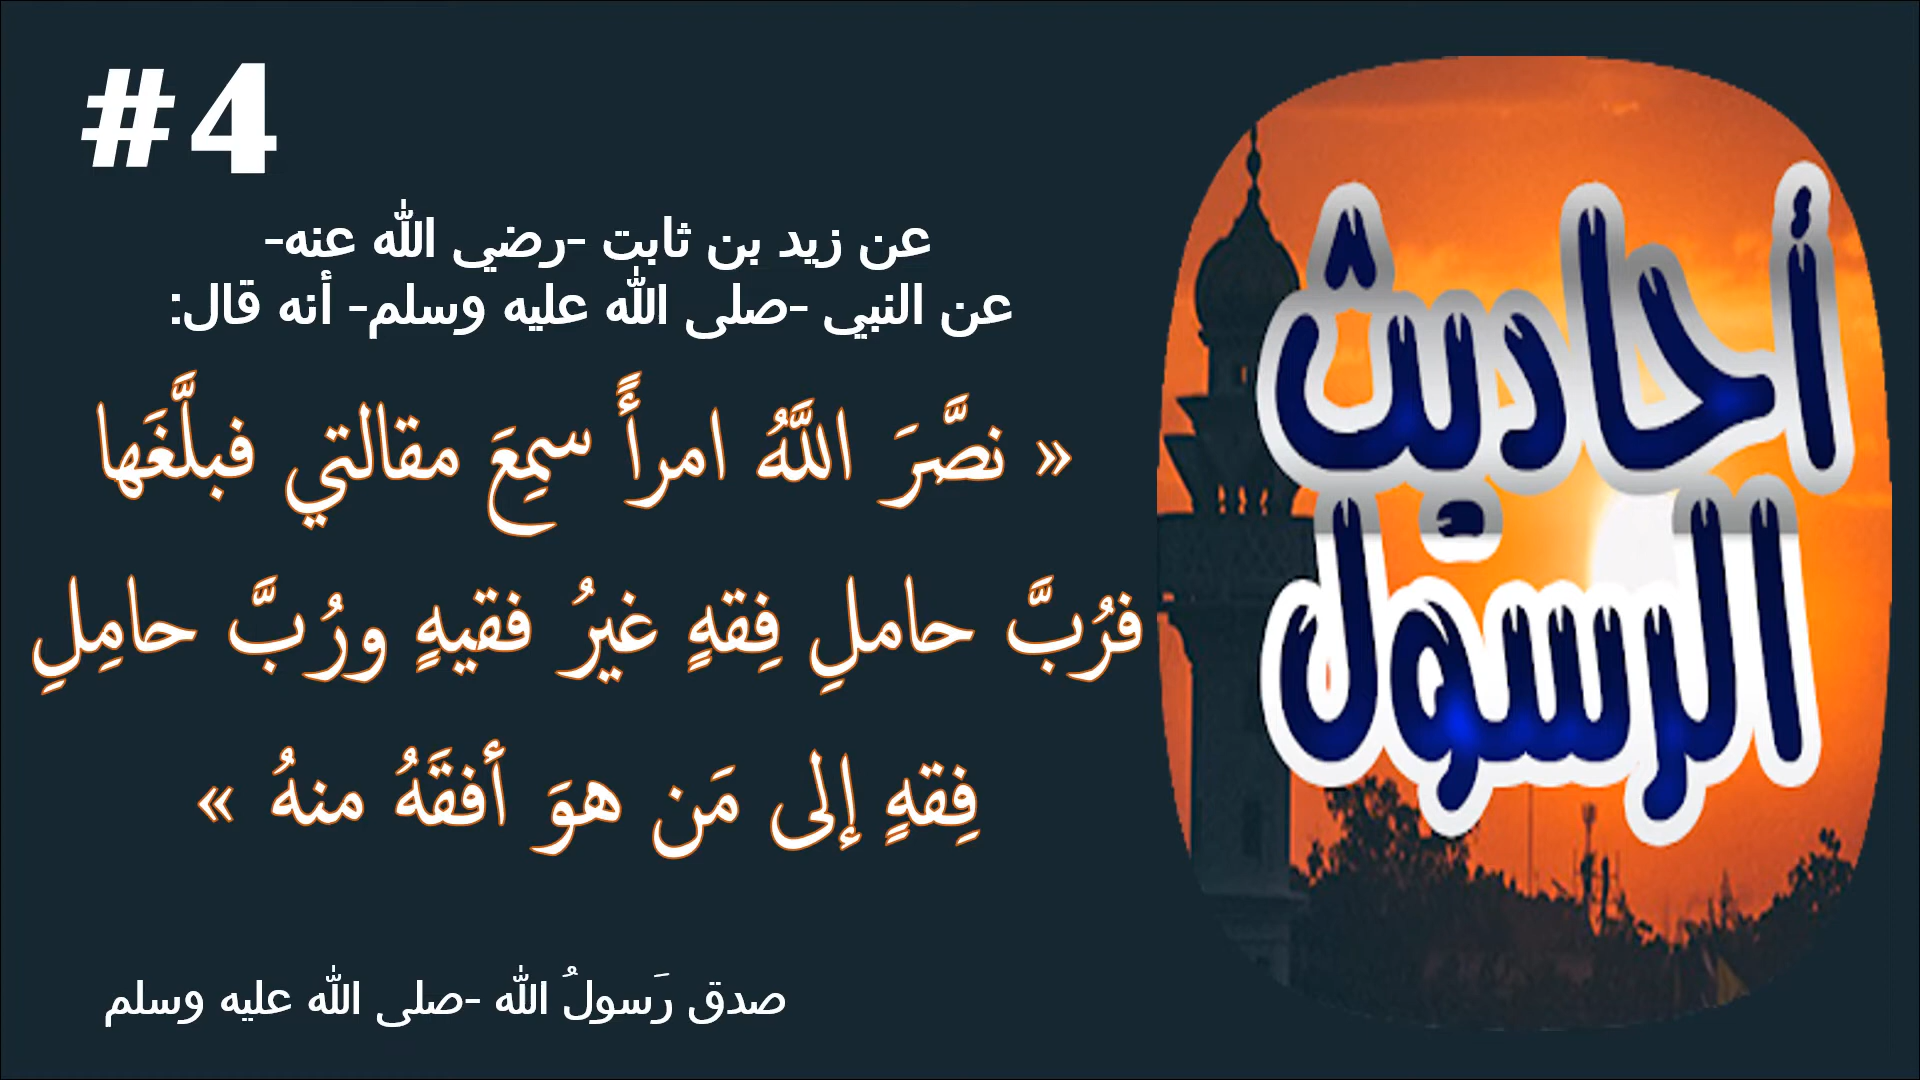 #4
عن زيد بن ثابت -رضي الله عنه-
عن النبي -صلى الله عليه وسلم- أنه قال:
« نصَّرَ اللَّهُ امرأً سمِعَ مقالتي فبلَّغَها
فرُبَّ حاملِ فِقهٍ غيرُ فقيهٍ ورُبَّ حامِلِ
فِقهٍ إلى مَن هوَ أفقَهُ منهُ »
صدق رَسولُ الله -صلى الله عليه وسلم
أحاديث
الرسول